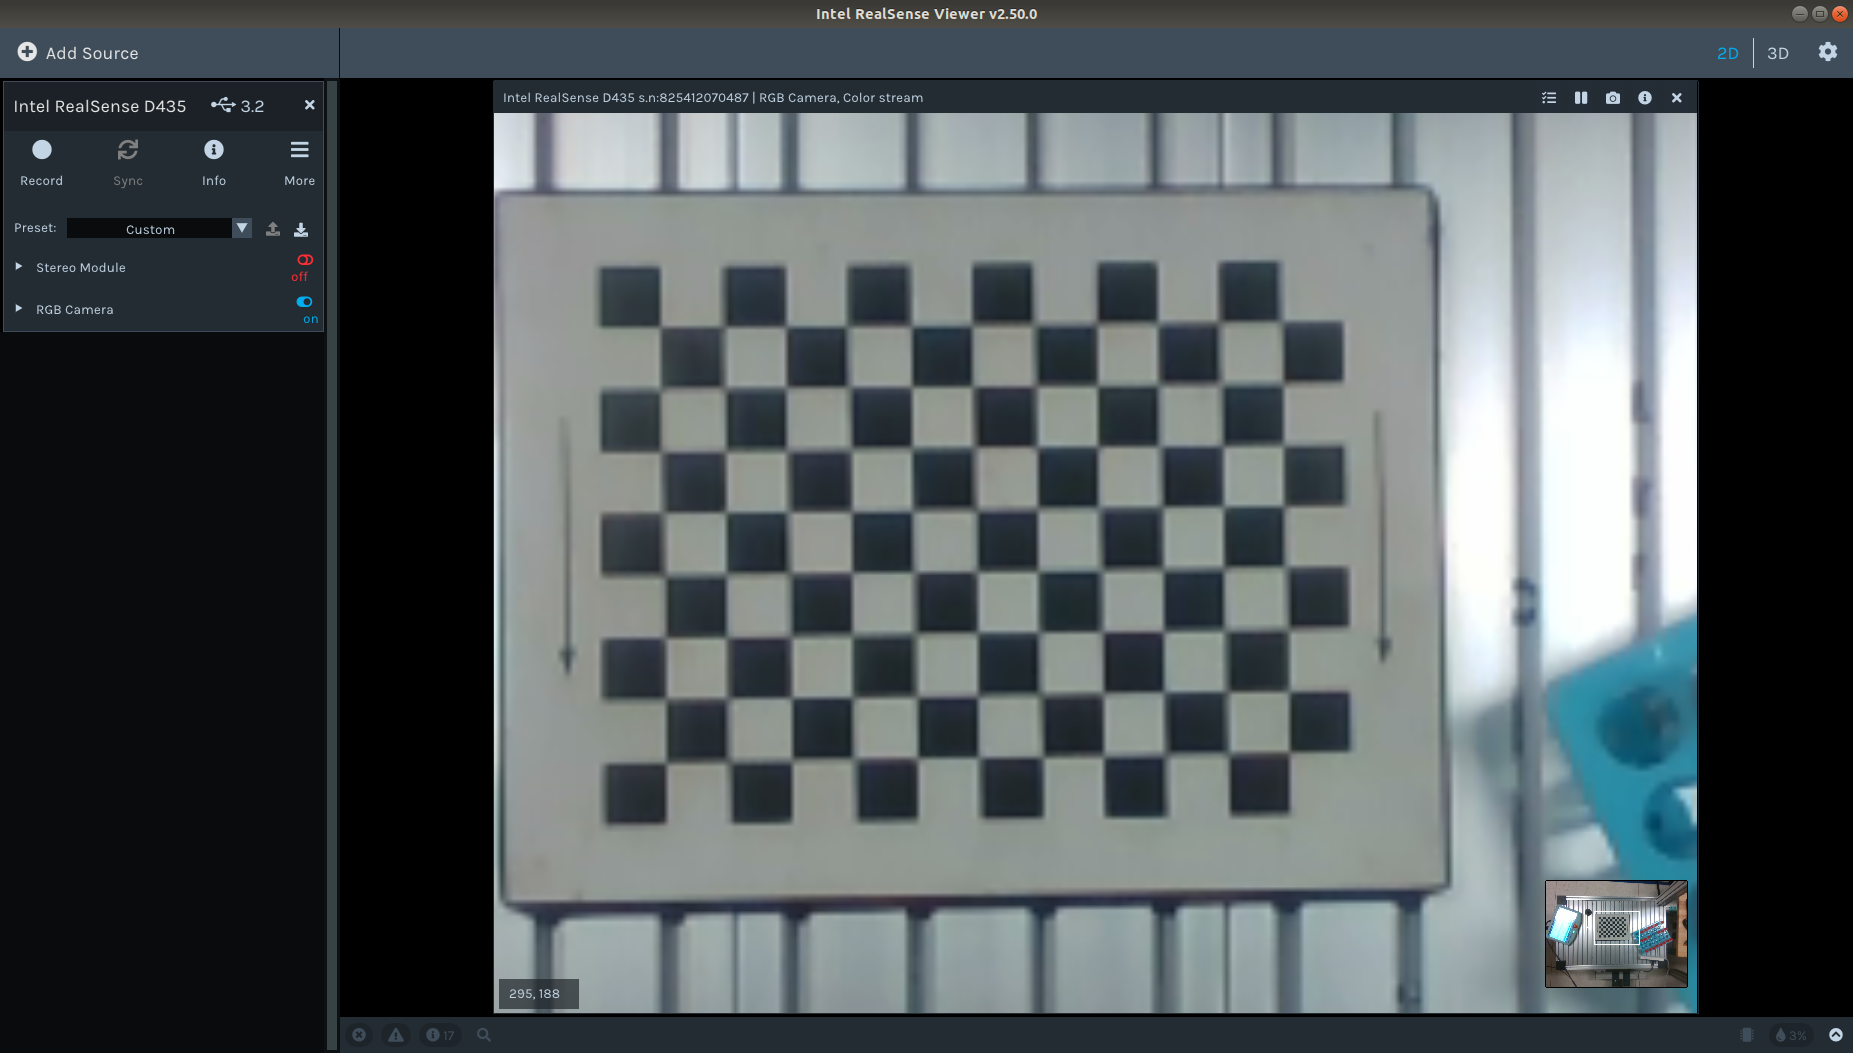 Intel RealSense Viewer v2.50.0
Add Source
2D
3D
Intel RealSense D435 3.2
Intel RealSense D435 s.n:825412070487 | RGB Camera, Color stream
Record
Sync
Info
More
Preset:
Custom
Stereo Module
off
RGB Camera
on
295, 188
17
3%